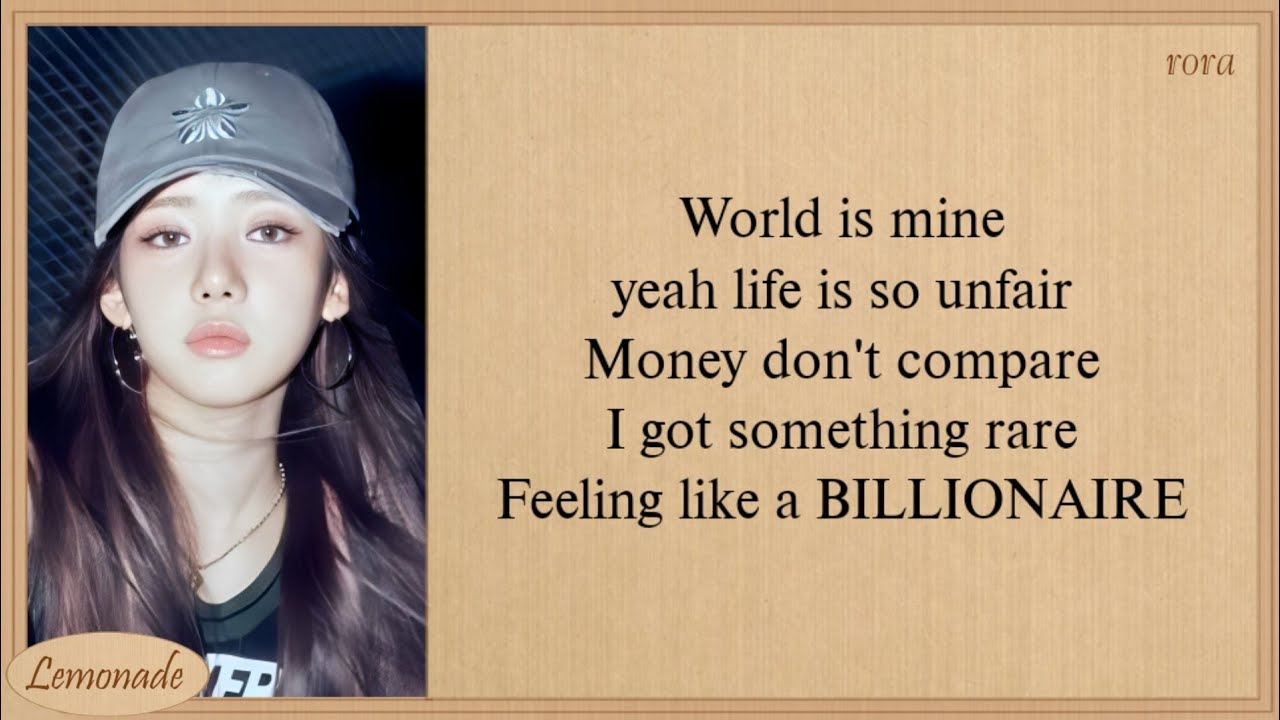 rora
World is mine
yeah life is so unfair
Money don't compare
I got something rare
Feeling like a BILLIONAIRE
Lemonade